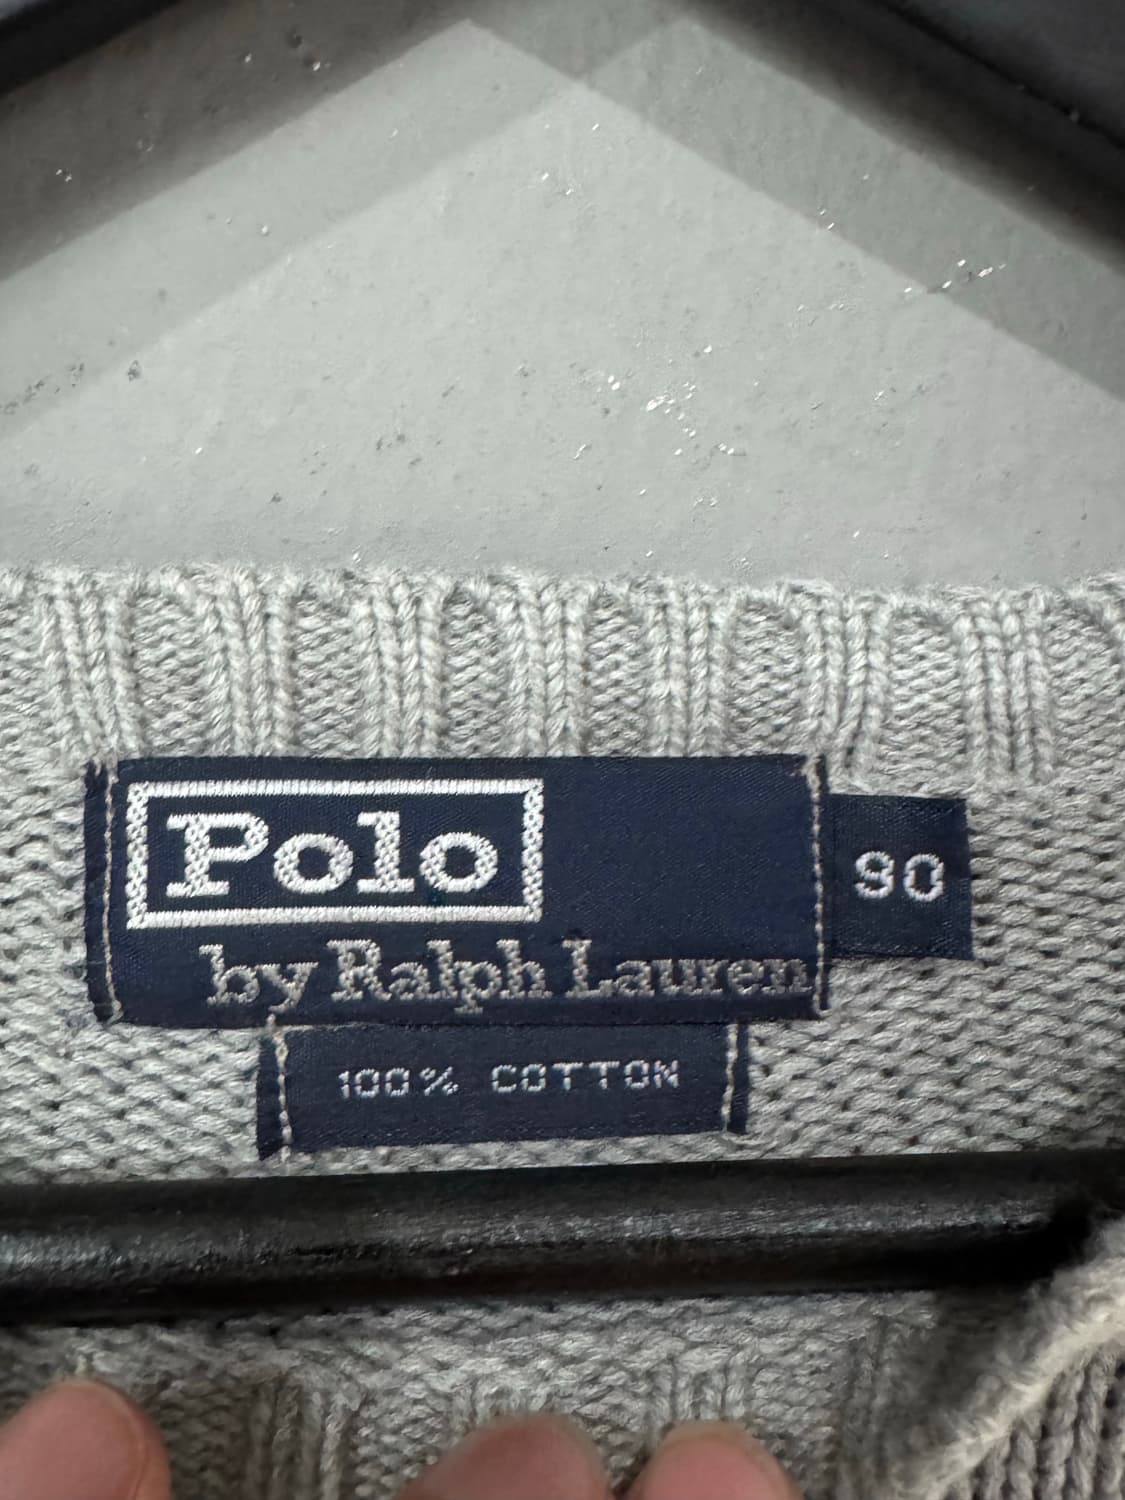 Polo
by Ralph Lauren
90
100% COTTON